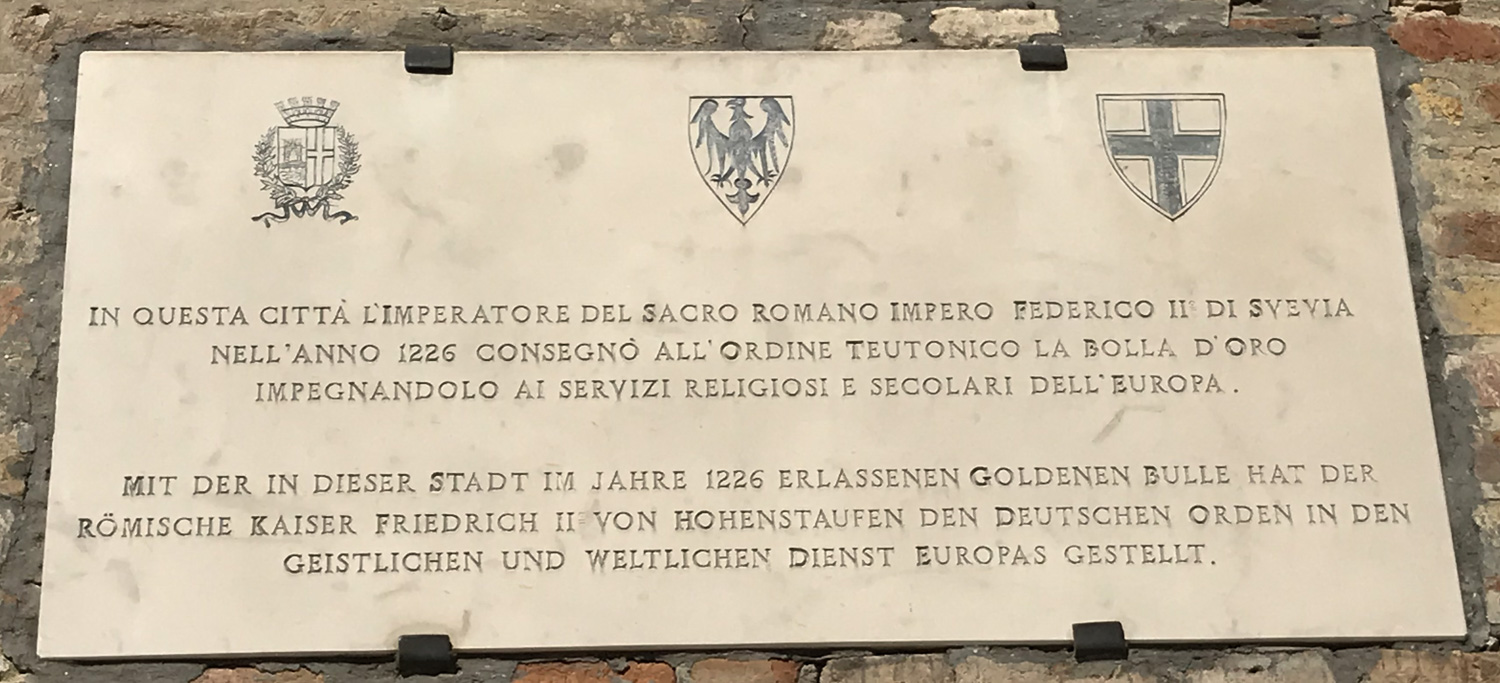 IN QUESTA CITTÀ L'IMPERATORE DEL SACRO ROMANO IMPERO FEDERICO II° DI SVEVIA
NELL'ANNO 1226 CONSEGNÒ ALL'ORDINE TEUTONICO LA BOLLA D'ORO
IMPEGNANDOLO AI SERVIZI RELIGIOSI E SECOLARI DELL'EUROPA.
MIT DER IN DIESER STADT IM JAHRE 1226 ERLASSENEN GOLDENEN BULLE HAT DER
RÖMISCHE KAISER FRIEDRICH II° VON HOHENSTAUFEN DEN DEUTSCHEN ORDEN IN DEN
GEISTLICHEN UND WELTLICHEN DIENST EUROPAS GESTELLT.